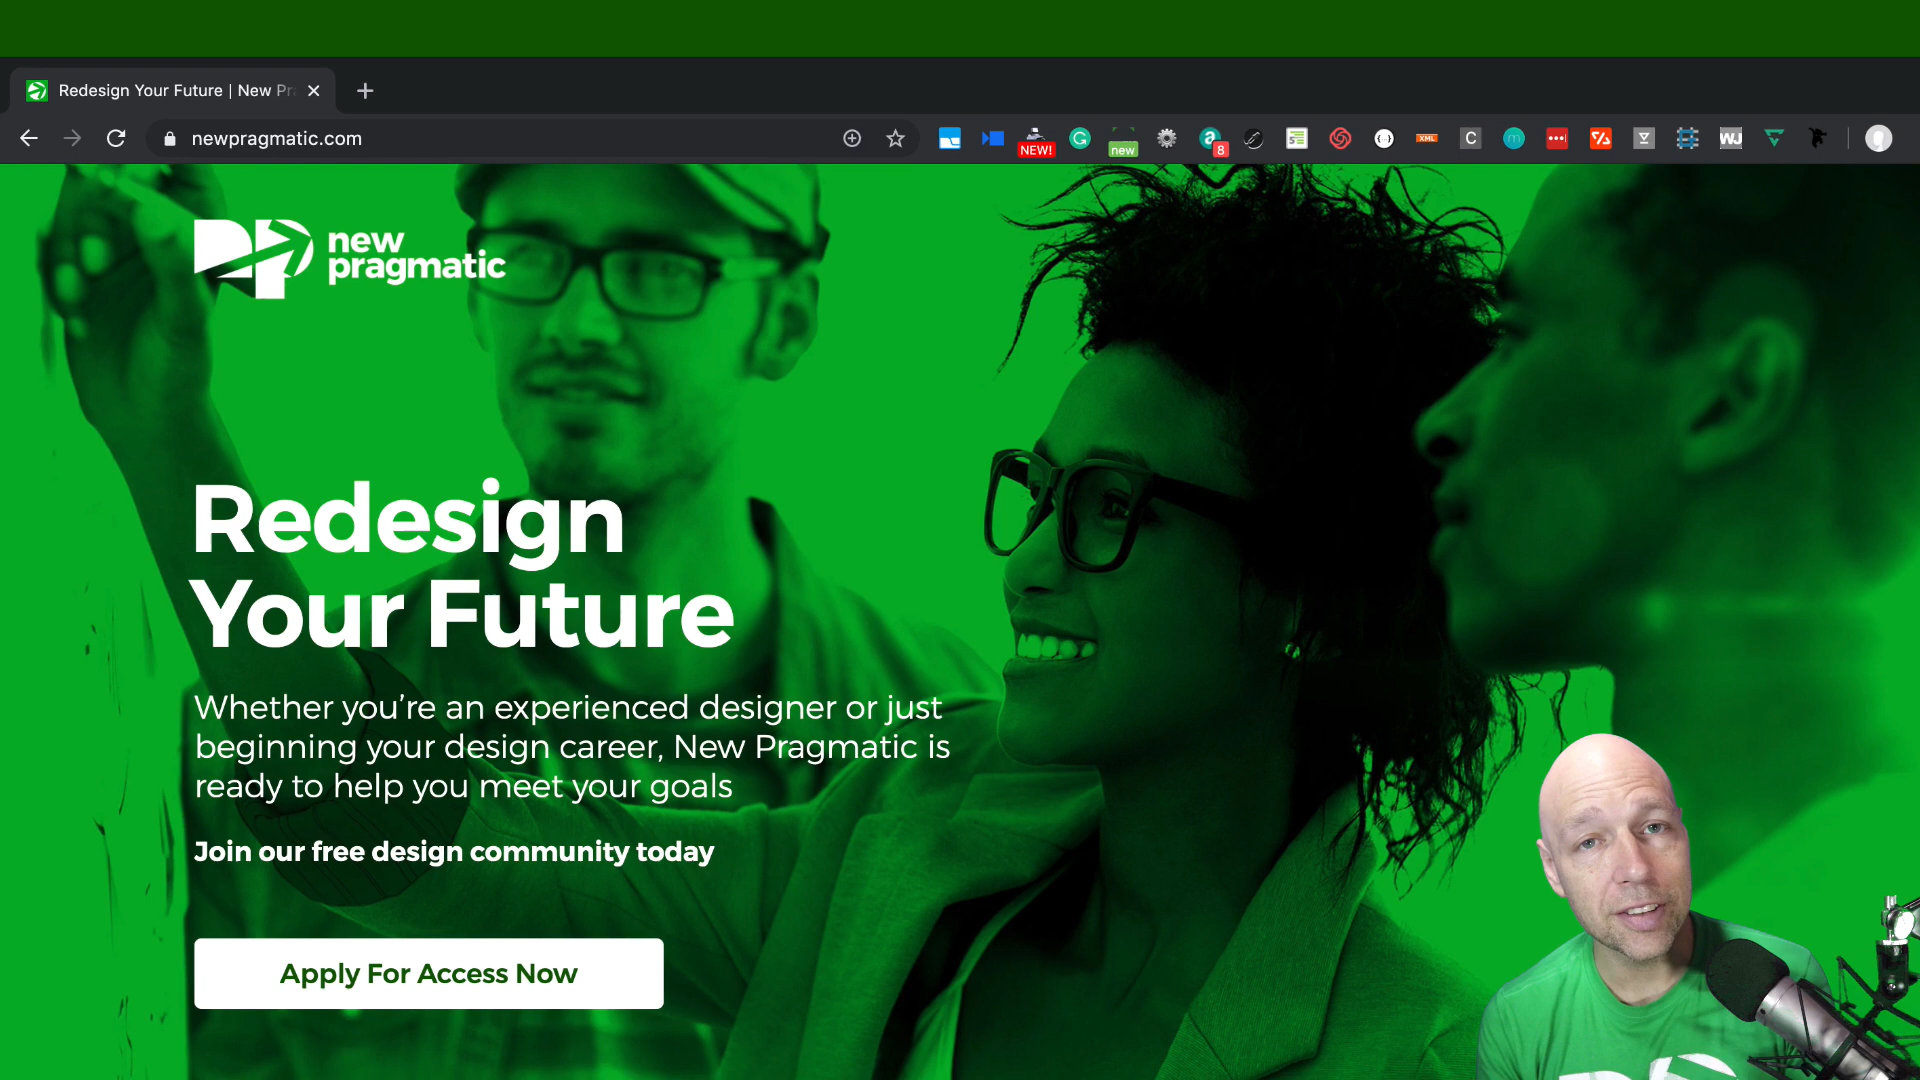 Redesign Your Future | New Pr
newpragmatic.com
NEW!
new
8
XML
C
m
WJ
new
pragmatic
Redesign
Your Future
Whether you’re an experienced designer or just
beginning your design career, New Pragmatic is
ready to help you meet your goals
Join our free design community today
Apply For Access Now